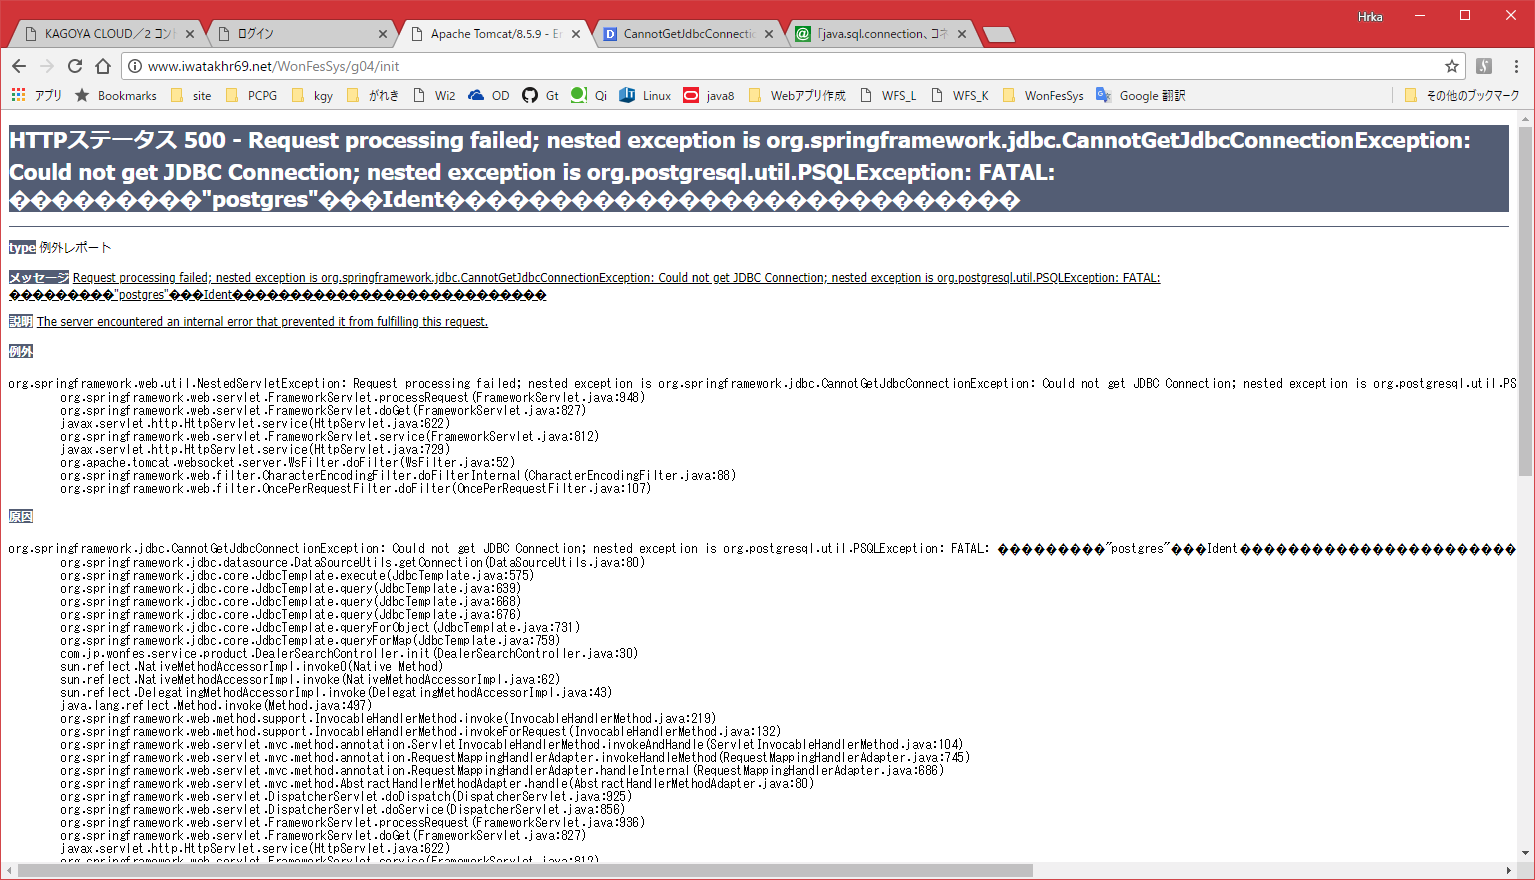 Hrka
KAGOYA CLOUD／2 コント
ログイン
Apache Tomcat/8.5.9 - Er
CannotGetJdbcConnectio
「java.sql.connection、コネ
www.iwatakhr69.net/WonFesSys/g04/init
アプリ Bookmarks site PCPG kgy がれき Wi2 OD Gt Qi Linux java8 Webアプリ作成 WFS_L WFS_K WonFesSys Google 翻訳 その他のブックマーク
HTTPステータス 500 - Request processing failed; nested exception is org.springframework.jdbc.CannotGetJdbcConnectionException:
Could not get JDBC Connection; nested exception is org.postgresql.util.PSQLException: FATAL:
���������"postgres"���Ident���������������������������
type 例外レポート
メッセージ Request processing failed; nested exception is org.springframework.jdbc.CannotGetJdbcConnectionException: Could not get JDBC Connection; nested exception is org.postgresql.util.PSQLException: FATAL:
���������"postgres"���Ident���������������������������
説明 The server encountered an internal error that prevented it from fulfilling this request.
例外
org.springframework.web.util.NestedServletException: Request processing failed; nested exception is org.springframework.jdbc.CannotGetJdbcConnectionException: Could not get JDBC Connection; nested exception is org.postgresql.util.PS
org.springframework.web.servlet.FrameworkServlet.processRequest(FrameworkServlet.java:948)
org.springframework.web.servlet.FrameworkServlet.doGet(FrameworkServlet.java:827)
javax.servlet.http.HttpServlet.service(HttpServlet.java:622)
org.springframework.web.servlet.FrameworkServlet.service(FrameworkServlet.java:812)
javax.servlet.http.HttpServlet.service(HttpServlet.java:729)
org.apache.tomcat.websocket.server.WsFilter.doFilter(WsFilter.java:52)
org.springframework.web.filter.CharacterEncodingFilter.doFilterInternal(CharacterEncodingFilter.java:88)
org.springframework.web.filter.OncePerRequestFilter.doFilter(OncePerRequestFilter.java:107)
原因
org.springframework.jdbc.CannotGetJdbcConnectionException: Could not get JDBC Connection; nested exception is org.postgresql.util.PSQLException: FATAL: ���������"postgres"���Ident�����������������������
org.springframework.jdbc.datasource.DataSourceUtils.getConnection(DataSourceUtils.java:80)
org.springframework.jdbc.core.JdbcTemplate.execute(JdbcTemplate.java:575)
org.springframework.jdbc.core.JdbcTemplate.query(JdbcTemplate.java:639)
org.springframework.jdbc.core.JdbcTemplate.query(JdbcTemplate.java:668)
org.springframework.jdbc.core.JdbcTemplate.query(JdbcTemplate.java:676)
org.springframework.jdbc.core.JdbcTemplate.queryForObject(JdbcTemplate.java:731)
org.springframework.jdbc.core.JdbcTemplate.queryForMap(JdbcTemplate.java:759)
com.jp.wonfes.service.product.DealerSearchController.init(DealerSearchController.java:30)
sun.reflect.NativeMethodAccessorImpl.invoke0(Native Method)
sun.reflect.NativeMethodAccessorImpl.invoke(NativeMethodAccessorImpl.java:62)
sun.reflect.DelegatingMethodAccessorImpl.invoke(DelegatingMethodAccessorImpl.java:43)
java.lang.reflect.Method.invoke(Method.java:497)
org.springframework.web.method.support.InvocableHandlerMethod.invoke(InvocableHandlerMethod.java:219)
org.springframework.web.method.support.InvocableHandlerMethod.invokeForRequest(InvocableHandlerMethod.java:132)
org.springframework.web.servlet.mvc.method.annotation.ServletInvocableHandlerMethod.invokeAndHandle(ServletInvocableHandlerMethod.java:104)
org.springframework.web.servlet.mvc.method.annotation.RequestMappingHandlerAdapter.invokeHandleMethod(RequestMappingHandlerAdapter.java:745)
org.springframework.web.servlet.mvc.method.annotation.RequestMappingHandlerAdapter.handleInternal(RequestMappingHandlerAdapter.java:686)
org.springframework.web.servlet.mvc.method.AbstractHandlerMethodAdapter.handle(AbstractHandlerMethodAdapter.java:80)
org.springframework.web.servlet.DispatcherServlet.doDispatch(DispatcherServlet.java:925)
org.springframework.web.servlet.DispatcherServlet.doService(DispatcherServlet.java:856)
org.springframework.web.servlet.FrameworkServlet.processRequest(FrameworkServlet.java:936)
org.springframework.web.servlet.FrameworkServlet.doGet(FrameworkServlet.java:827)
javax.servlet.http.HttpServlet.service(HttpServlet.java:622)
org.springframework.web.servlet.FrameworkServlet.service(FrameworkServlet.java:812)